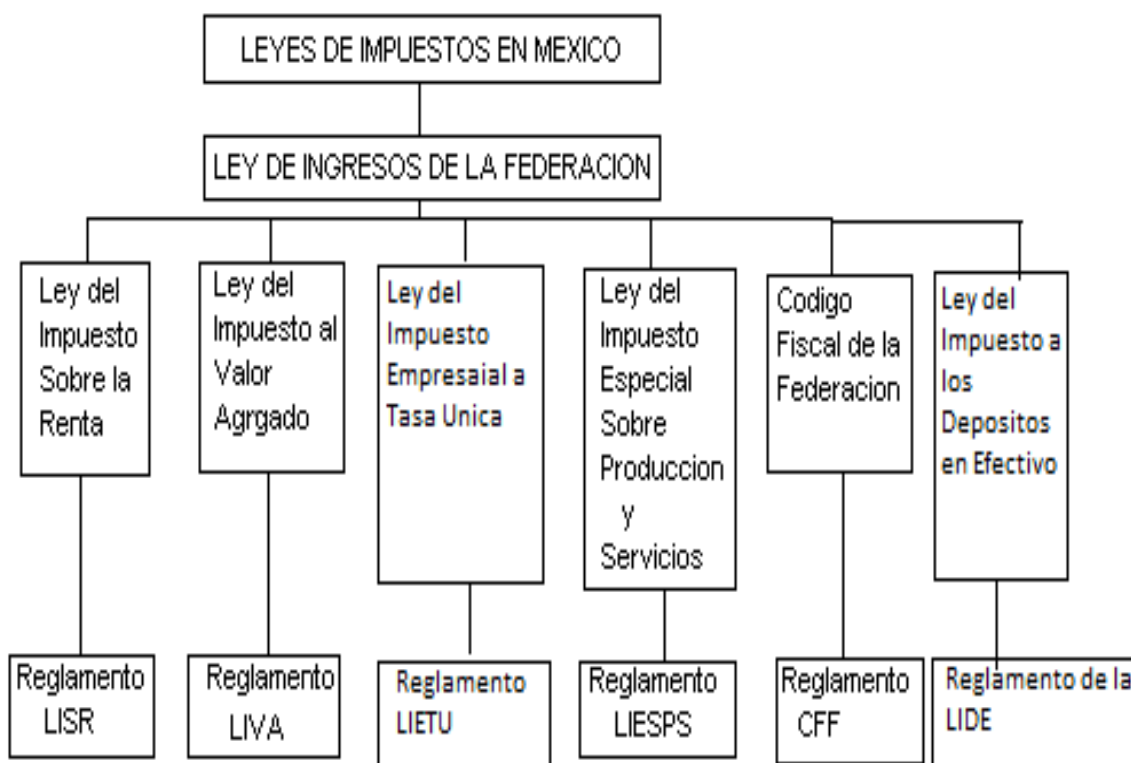 LEYES DE IMPUESTOS EN MEXICO
LEY DE INGRESOS DE LA FEDERACION
Ley del
Impuesto
Sobre la
Renta
Ley del
Impuesto al
Valor
Agrgado
Ley del
Impuesto
Empresaial a
Tasa Unica
Ley del
Impuesto
Especial
Sobre
Produccion
y
Servicios
Codigo
Fiscal de la
Federacion
Ley del
Impuesto a
los
Depositos
en Efectivo
Reglamento
LISR
Reglamento
LIVA
Reglamento
LIETU
Reglamento
LIESPS
Reglamento
CFF
Reglamento de la
LIDE